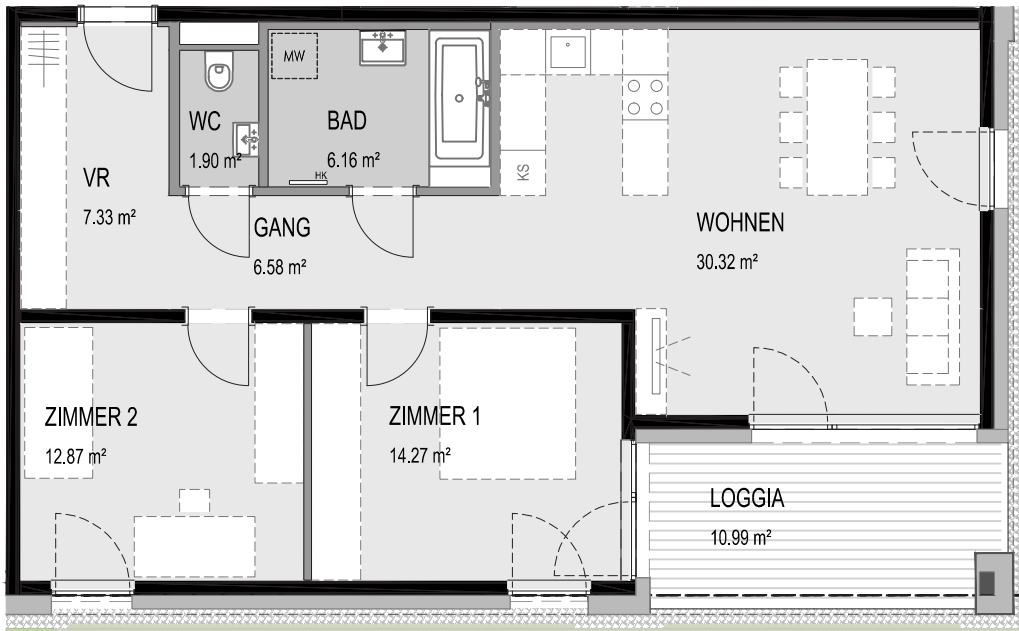 MW
WC
1.90 m²
BAD
6.16 m²
HK
KS
VR
7.33 m²
GANG
6.58 m²
WOHNEN
30.32 m²
ZIMMER 2
12.87 m²
ZIMMER 1
14.27 m²
LOGGIA
10.99 m²